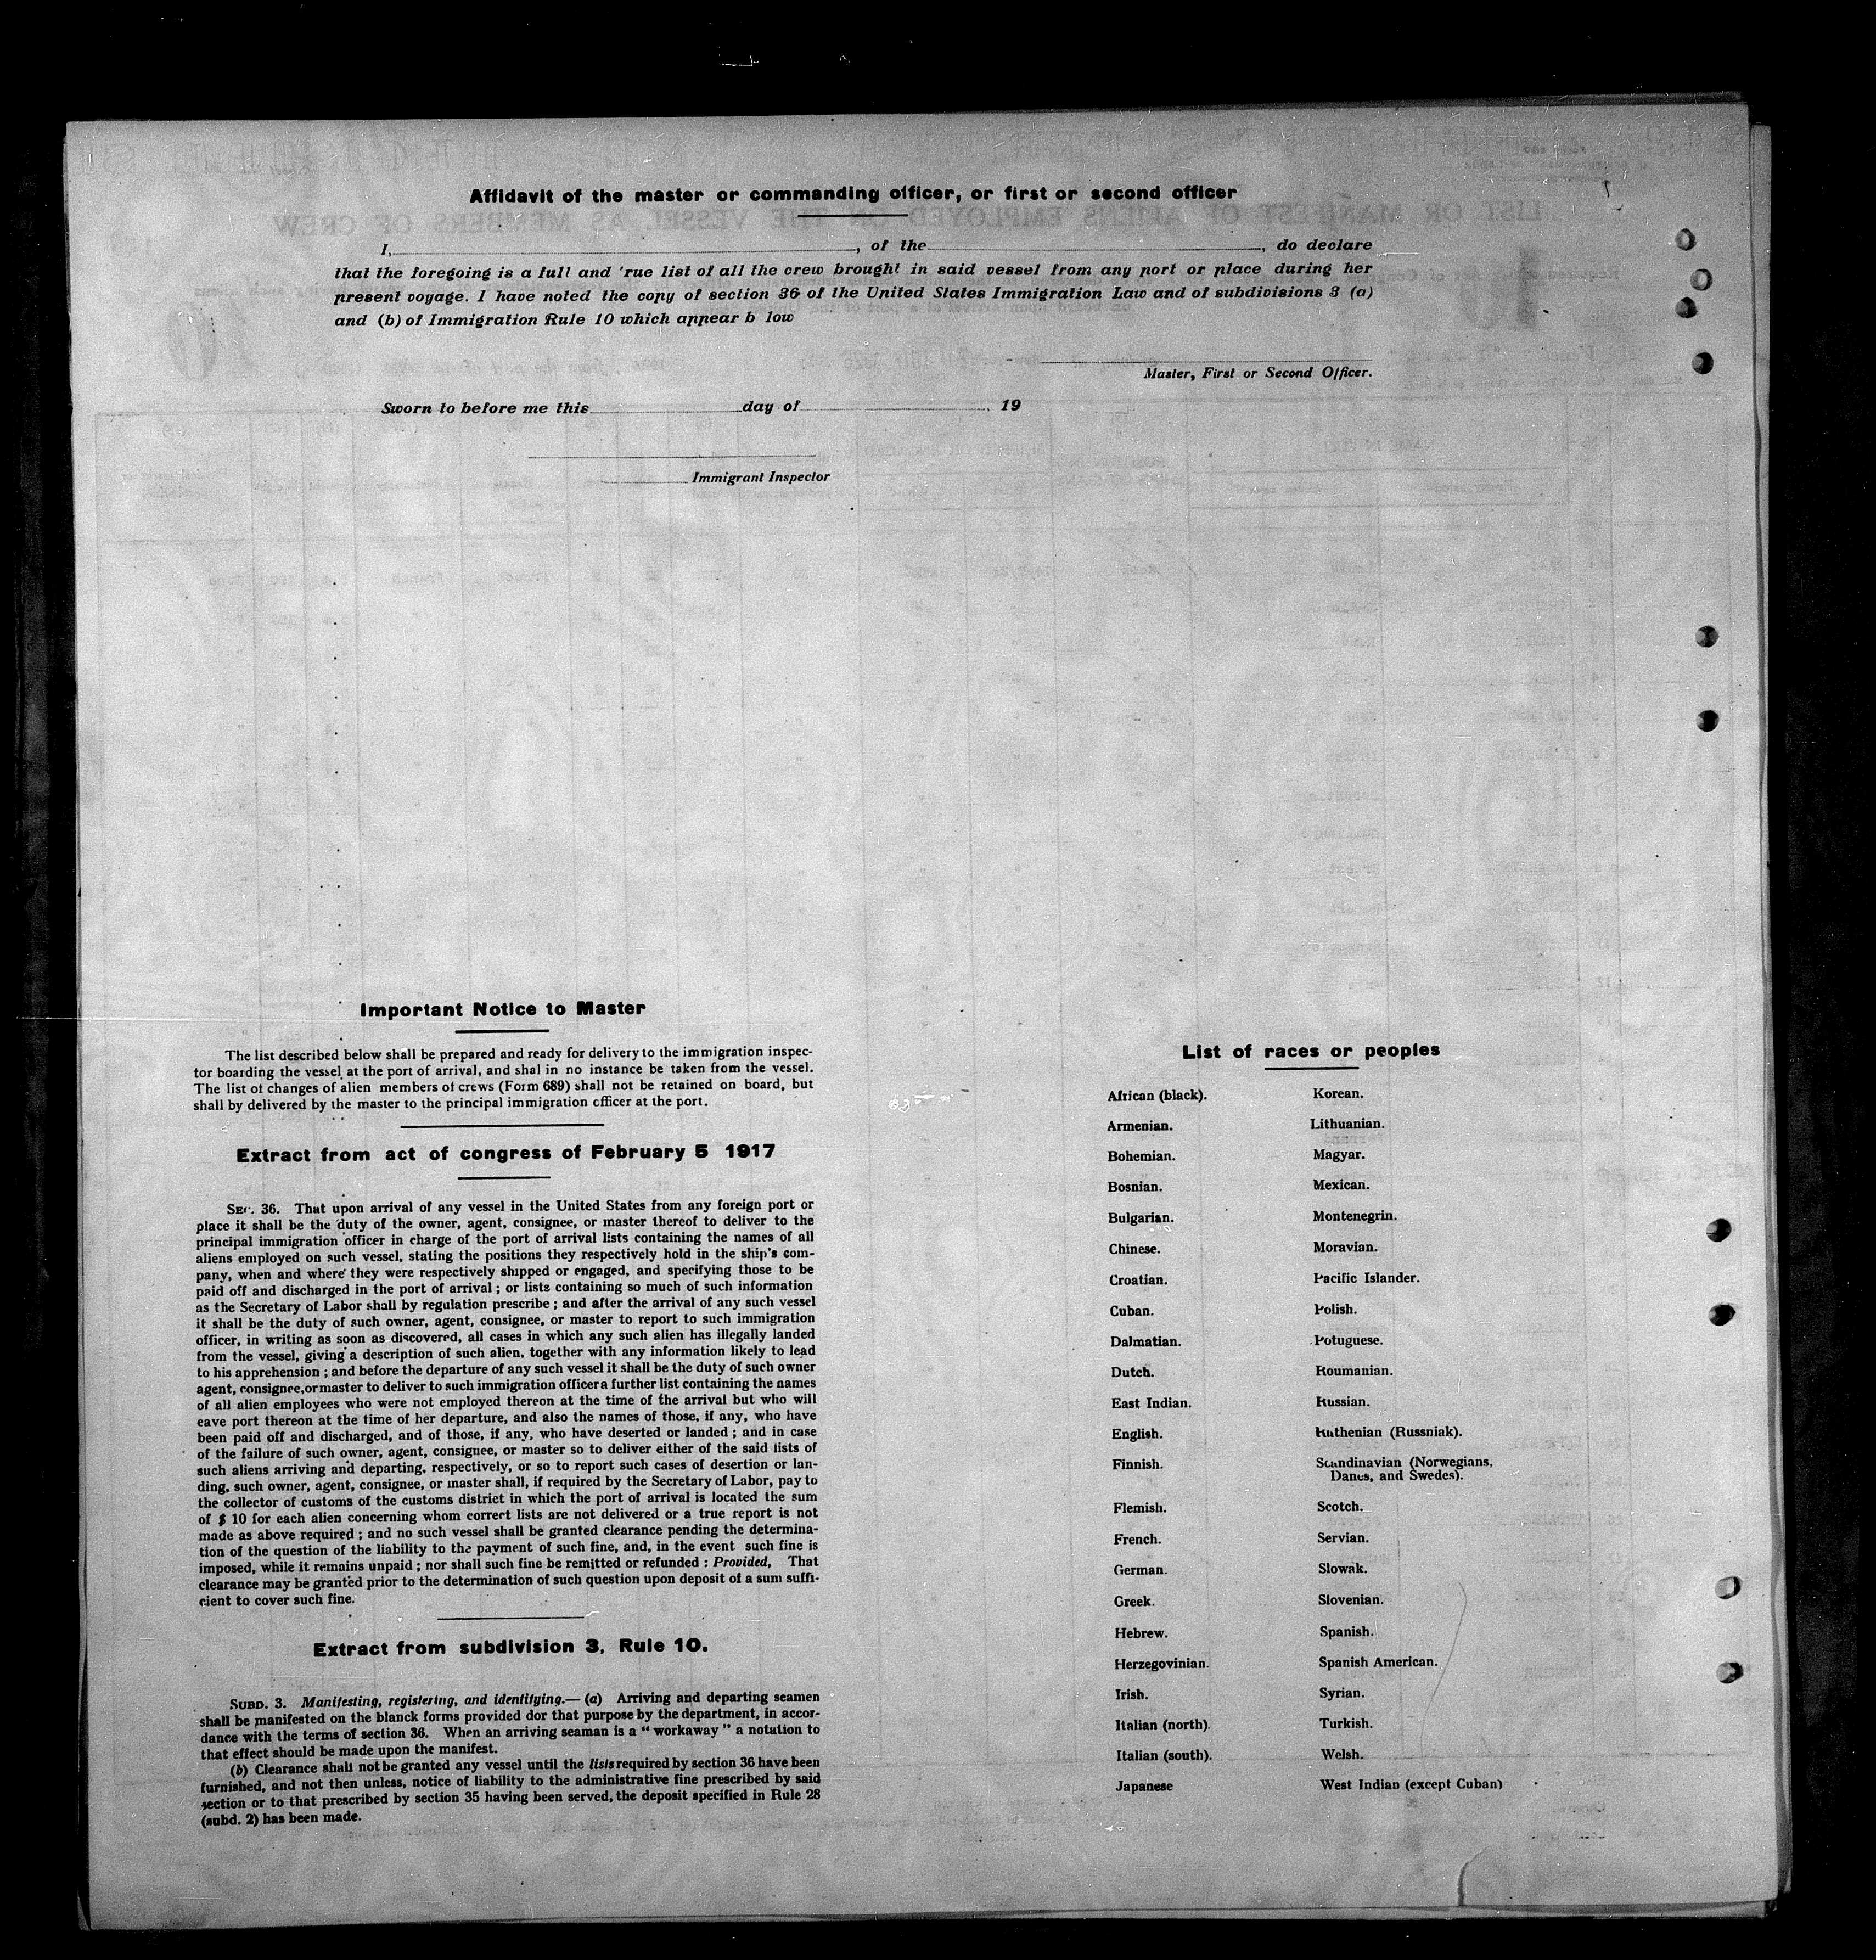 Affidavit of the master or commanding officer, or first or second officer
I,, of the, do declare
that the foregoing is a full and 'rue list of all the crew brought in said vessel from any port or place during her
present voyage. I have noted the copy of section 36 of the United States Immigration Law and of subdivisions 3 (a)
and (b) of Immigration Rule 10 which appear b low
Master, First or Second Officer.
Sworn to before me this day of 19
Immigrant Inspector
Important Notice to Master
The list described below shall be prepared and ready for delivery to the immigration inspec-
tor boarding the vessel at the port of arrival, and shal in no instance be taken from the vessel.
The list of changes of alien members of crews (Form 689) shall not be retained on board, but
shall by delivered by the master to the principal immigration officer at the port.
Extract from act of congress of February 5 1917
SEC. 36. That upon arrival of any vessel in the United States from any foreign port or
place it shall be the duty of the owner, agent, consignee, or master thereof to deliver to the
principal immigration officer in charge of the port of arrival lists containing the names of all
aliens employed on such vessel, stating the positions they respectively hold in the ship's com-
pany, when and where they were respectively shipped or engaged, and specifying those to be
paid off and discharged in the port of arrival ; or lists containing so much of such information
as the Secretary of Labor shall by regulation prescribe ; and after the arrival of any such vessel
it shall be the duty of such owner, agent, consignee, or master to report to such immigration
officer, in writing as soon as discovered, all cases in which any such alien has illegally landed
from the vessel, giving a description of such alien, together with any information likely to lead
to his apprehension ; and before the departure of any such vessel it shall be the duty of such owner
agent, consignee,or master to deliver to such immigration officer a further list containing the names
of all alien employees who were not employed thereon at the time of the arrival but who will
eave port thereon at the time of her departure, and also the names of those, if any, who have
been paid off and discharged, and of those, if any, who have deserted or landed ; and in case
of the failure of such owner, agent, consignee, or master so to deliver either of the said lists of
such aliens arriving and departing, respectively, or so to report such cases of desertion or lan-
ding, such owner, agent, consignee, or master shall, if required by the Secretary of Labor, pay to
the collector of customs of the customs district in which the port of arrival is located the sum
of $ 10 for each alien concerning whom correct lists are not delivered or a true report is not
made as above required ; and no such vessel shall be granted clearance pending the determina-
tion of the question of the liability to the payment of such fine, and, in the event such fine is
imposed, while it remains unpaid ; nor shall such fine be remitted or refunded : Provided, That
clearance may be granted prior to the determination of such question upon deposit of a sum suffi-
cient to cover such fine.
Extract from subdivision 3, Rule 10.
SUBD. 3. Manifesting, registering, and identifying.— (a) Arriving and departing seamen
shall be manifested on the blanck forms provided dor that purpose by the department, in accor-
dance with the terms of section 36. When an arriving seaman is a " workaway " a notation to
that effect should be made upon the manifest.
(b) Clearance shall not be granted any vessel until the lists required by section 36 have been
furnished, and not then unless, notice of liability to the administrative fine prescribed by said
section or to that prescribed by section 35 having been served, the deposit specified in Rule 28
(subd. 2) has been made.
List of races or peoples
African (black).
Armenian.
Bohemian.
Bosnian.
Bulgarian.
Chinese.
Croatian.
Cuban.
Dalmatian.
Dutch.
East Indian.
English.
Finnish.
Flemish.
French.
German.
Greek.
Hebrew.
Herzegovinian.
Irish.
Italian (north).
Italian (south).
Japanese
Korean.
Lithuanian.
Magyar.
Mexican.
Montenegrin.
Moravian.
Pacific Islander.
Polish.
Potuguese.
Roumanian.
Russian.
Ruthenian (Russniak).
Scandinavian (Norwegians,
Danes, and Swedes).
Scotch.
Servian.
Slowak.
Slovenian.
Spanish.
Spanish American.
Syrian.
Turkish.
Welsh.
West Indian (except Cuban)